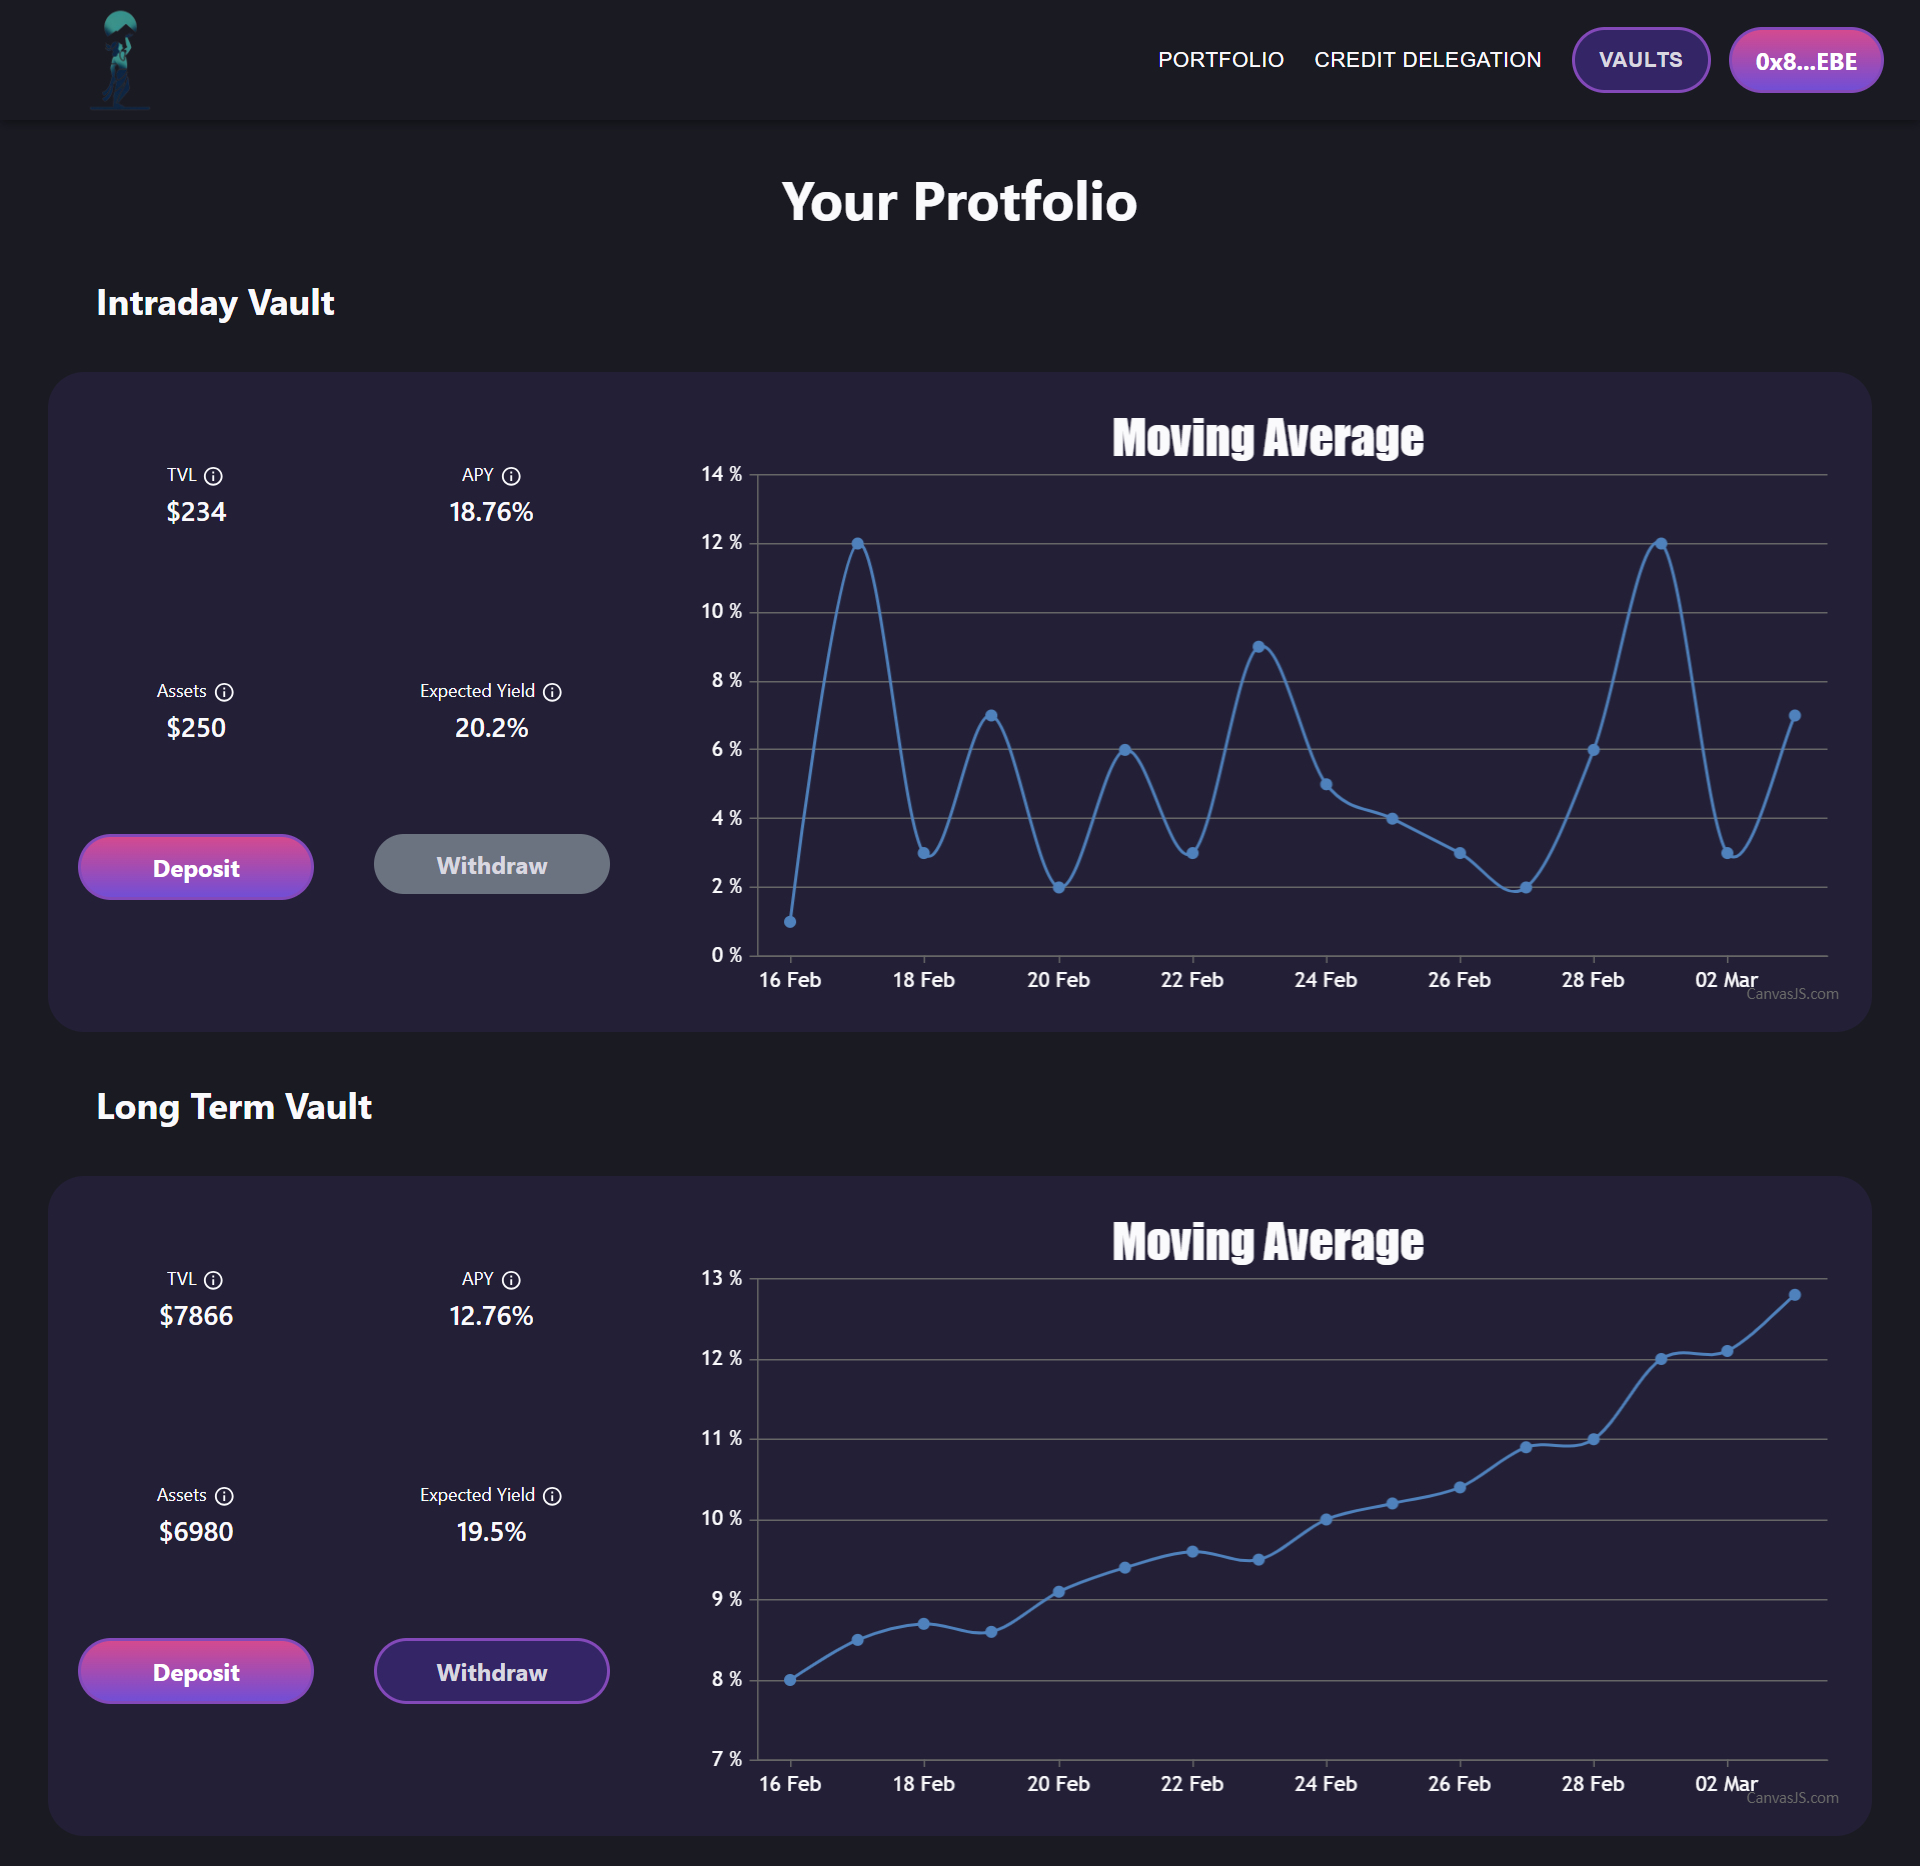 PORTFOLIO CREDIT DELEGATION VAULTS 0x8...EBE
Your Protfolio
Intraday Vault
TVL
$234
APY
18.76%
Assets
$250
Expected Yield
20.2%
Deposit
Withdraw
Moving Average
14 %
12 %
10 %
8 %
6 %
4 %
2 %
0 %
16 Feb 18 Feb 20 Feb 22 Feb 24 Feb 26 Feb 28 Feb 02 Mar
CanvasJS.com
Long Term Vault
TVL
$7866
APY
12.76%
Assets
$6980
Expected Yield
19.5%
Deposit
Withdraw
Moving Average
13 %
12 %
11 %
10 %
9 %
8 %
7 %
16 Feb 18 Feb 20 Feb 22 Feb 24 Feb 26 Feb 28 Feb 02 Mar
CanvasJS.com